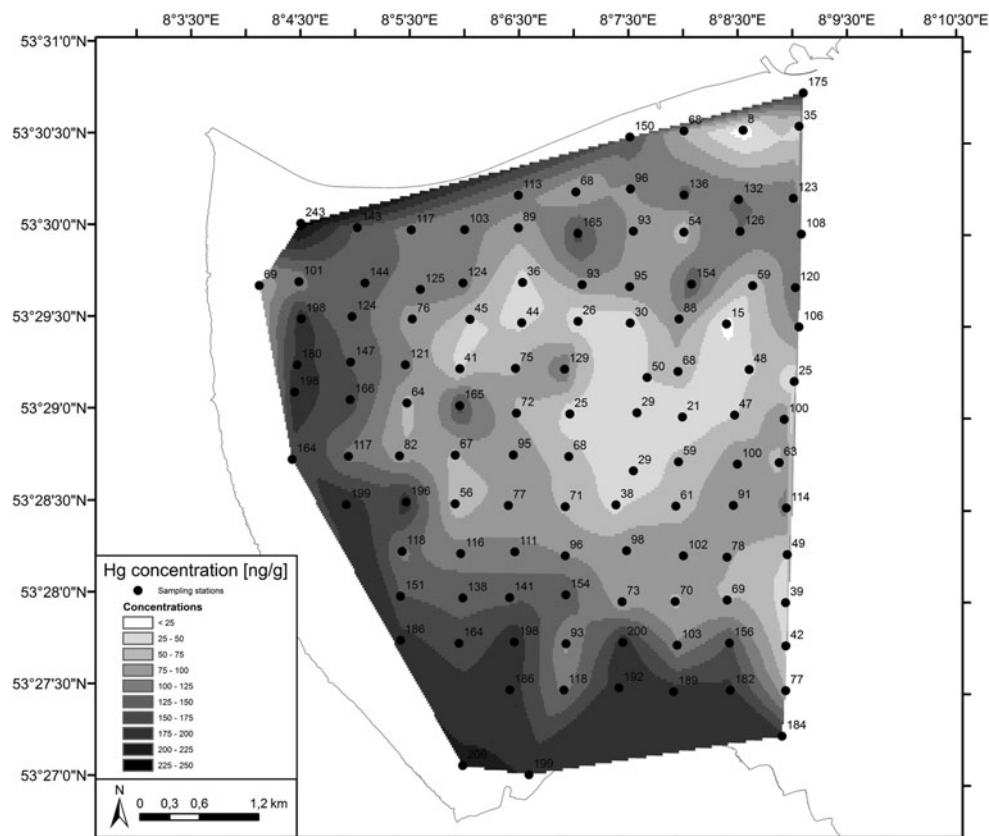 8°3'30"E 8°4'30"E 8°5'30"E 8°6'30"E 8°7'30"E 8°8'30"E 8°9'30"E 8°10'30"E
53°31'0"N
175
53°30'30"N
150 68 8 35
113 68 96 136 132 123
53°30'0"N
243 143 117 103 89 165 93 54 126 108
69 101 144 125 124 36 93 95 154 59 120
53°29'30"N
198 124 76 45 44 26 30 88 15 106
180 147 121 41 75 129 50 68 48 25
53°29'0"N
198 166 64 165 72 25 29 21 47 100
164 117 82 67 95 68 29 59 100 63
53°28'30"N
199 196 56 77 71 38 61 91 114
118 116 111 96 98 102 78 49
53°28'0"N
151 138 141 154 73 70 69 39
186 164 198 93 200 103 156 42
53°27'30"N
186 118 192 189 182 77
184
53°27'0"N
206 199
Hg concentration [ng/g]
Sampling stations
Concentrations
< 25
25 - 50
50 - 75
75 - 100
100 - 125
125 - 150
150 - 175
175 - 200
200 - 225
225 - 250
N
0 0,3 0,6 1,2 km